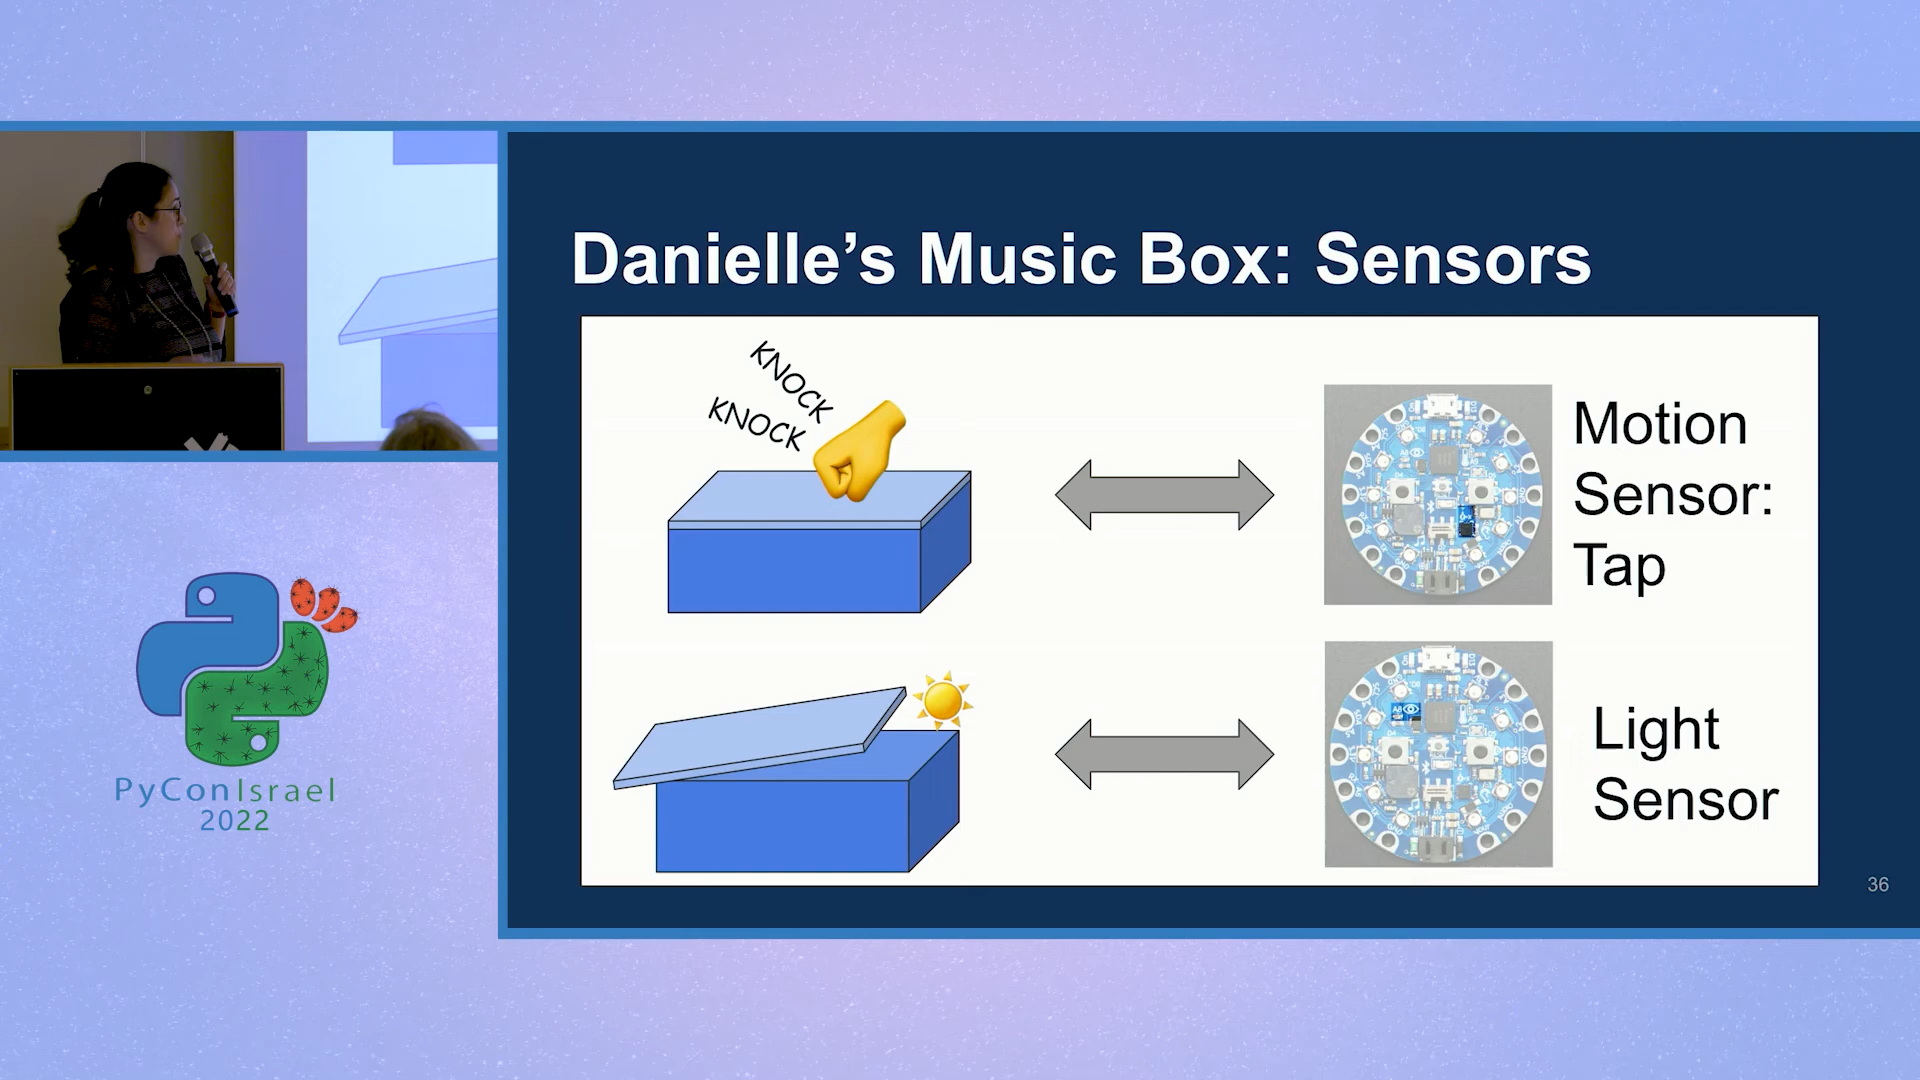 Danielle’s Music Box: Sensors
KNOCK
KNOCK
Motion
Sensor:
Tap
Light
Sensor
36
PyConIsrael
2022